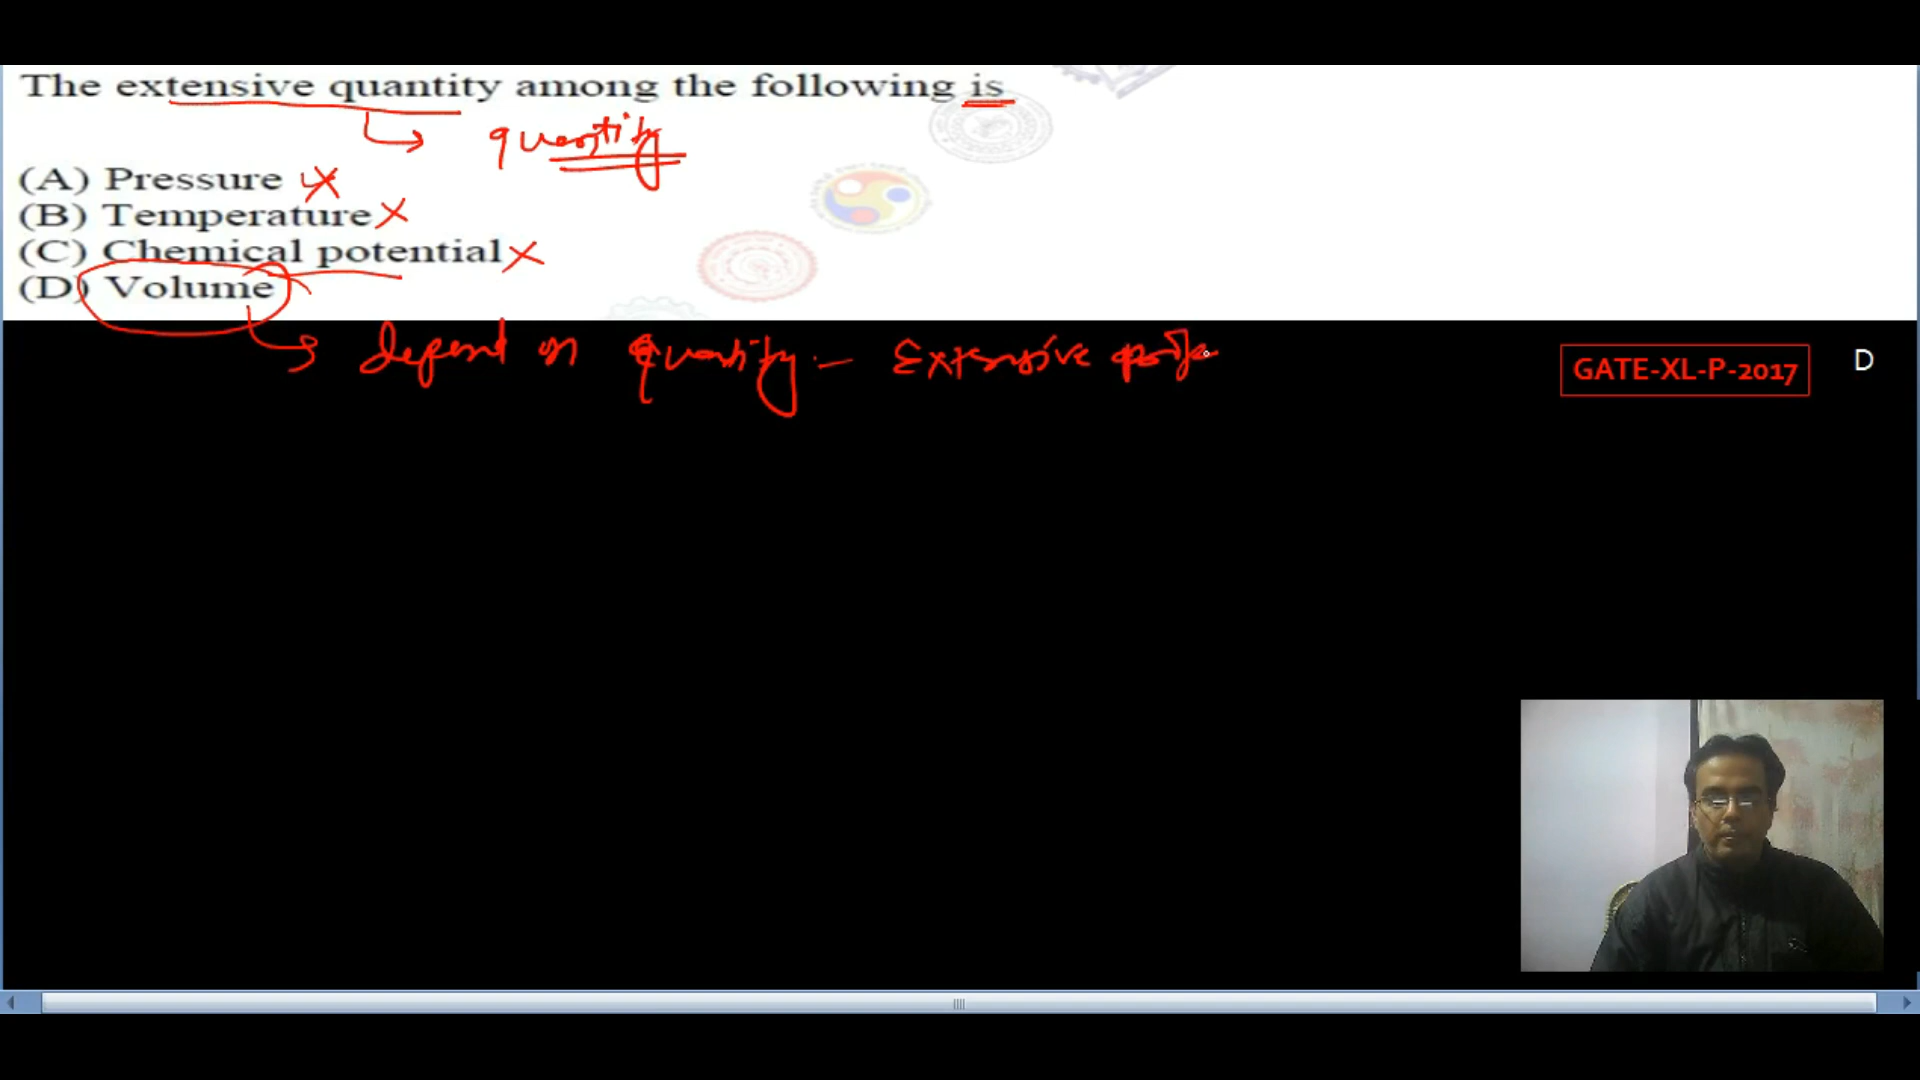 The extensive quantity among the following is
quantity
(A) Pressure
(B) Temperature
(C) Chemical potential
(D) Volume
depend on quantity - Extensive
GATE-XL-P-2017
D